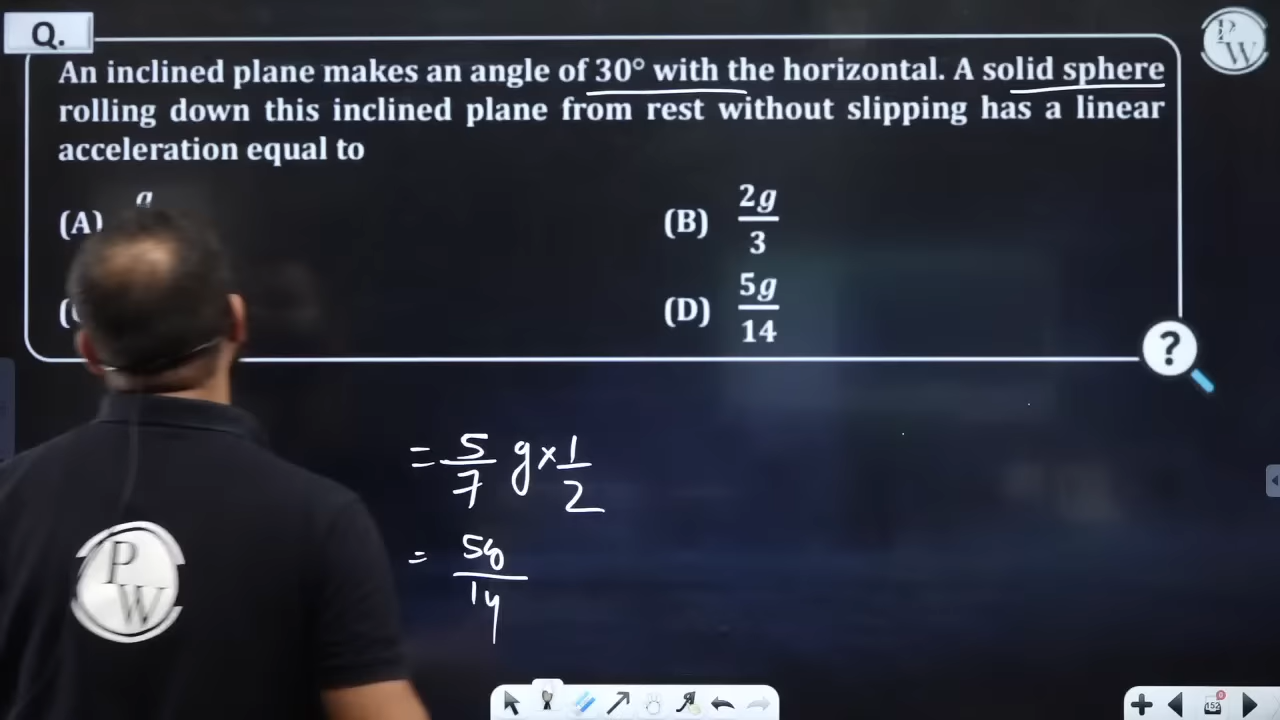 Q.
An inclined plane makes an angle of 30° with the horizontal. A solid sphere
rolling down this inclined plane from rest without slipping has a linear
acceleration equal to
(A) g
(B) 2g/3
(D) 5g/14
?
= 5/7 g × 1/2
= 5g/14
P W
P W
152